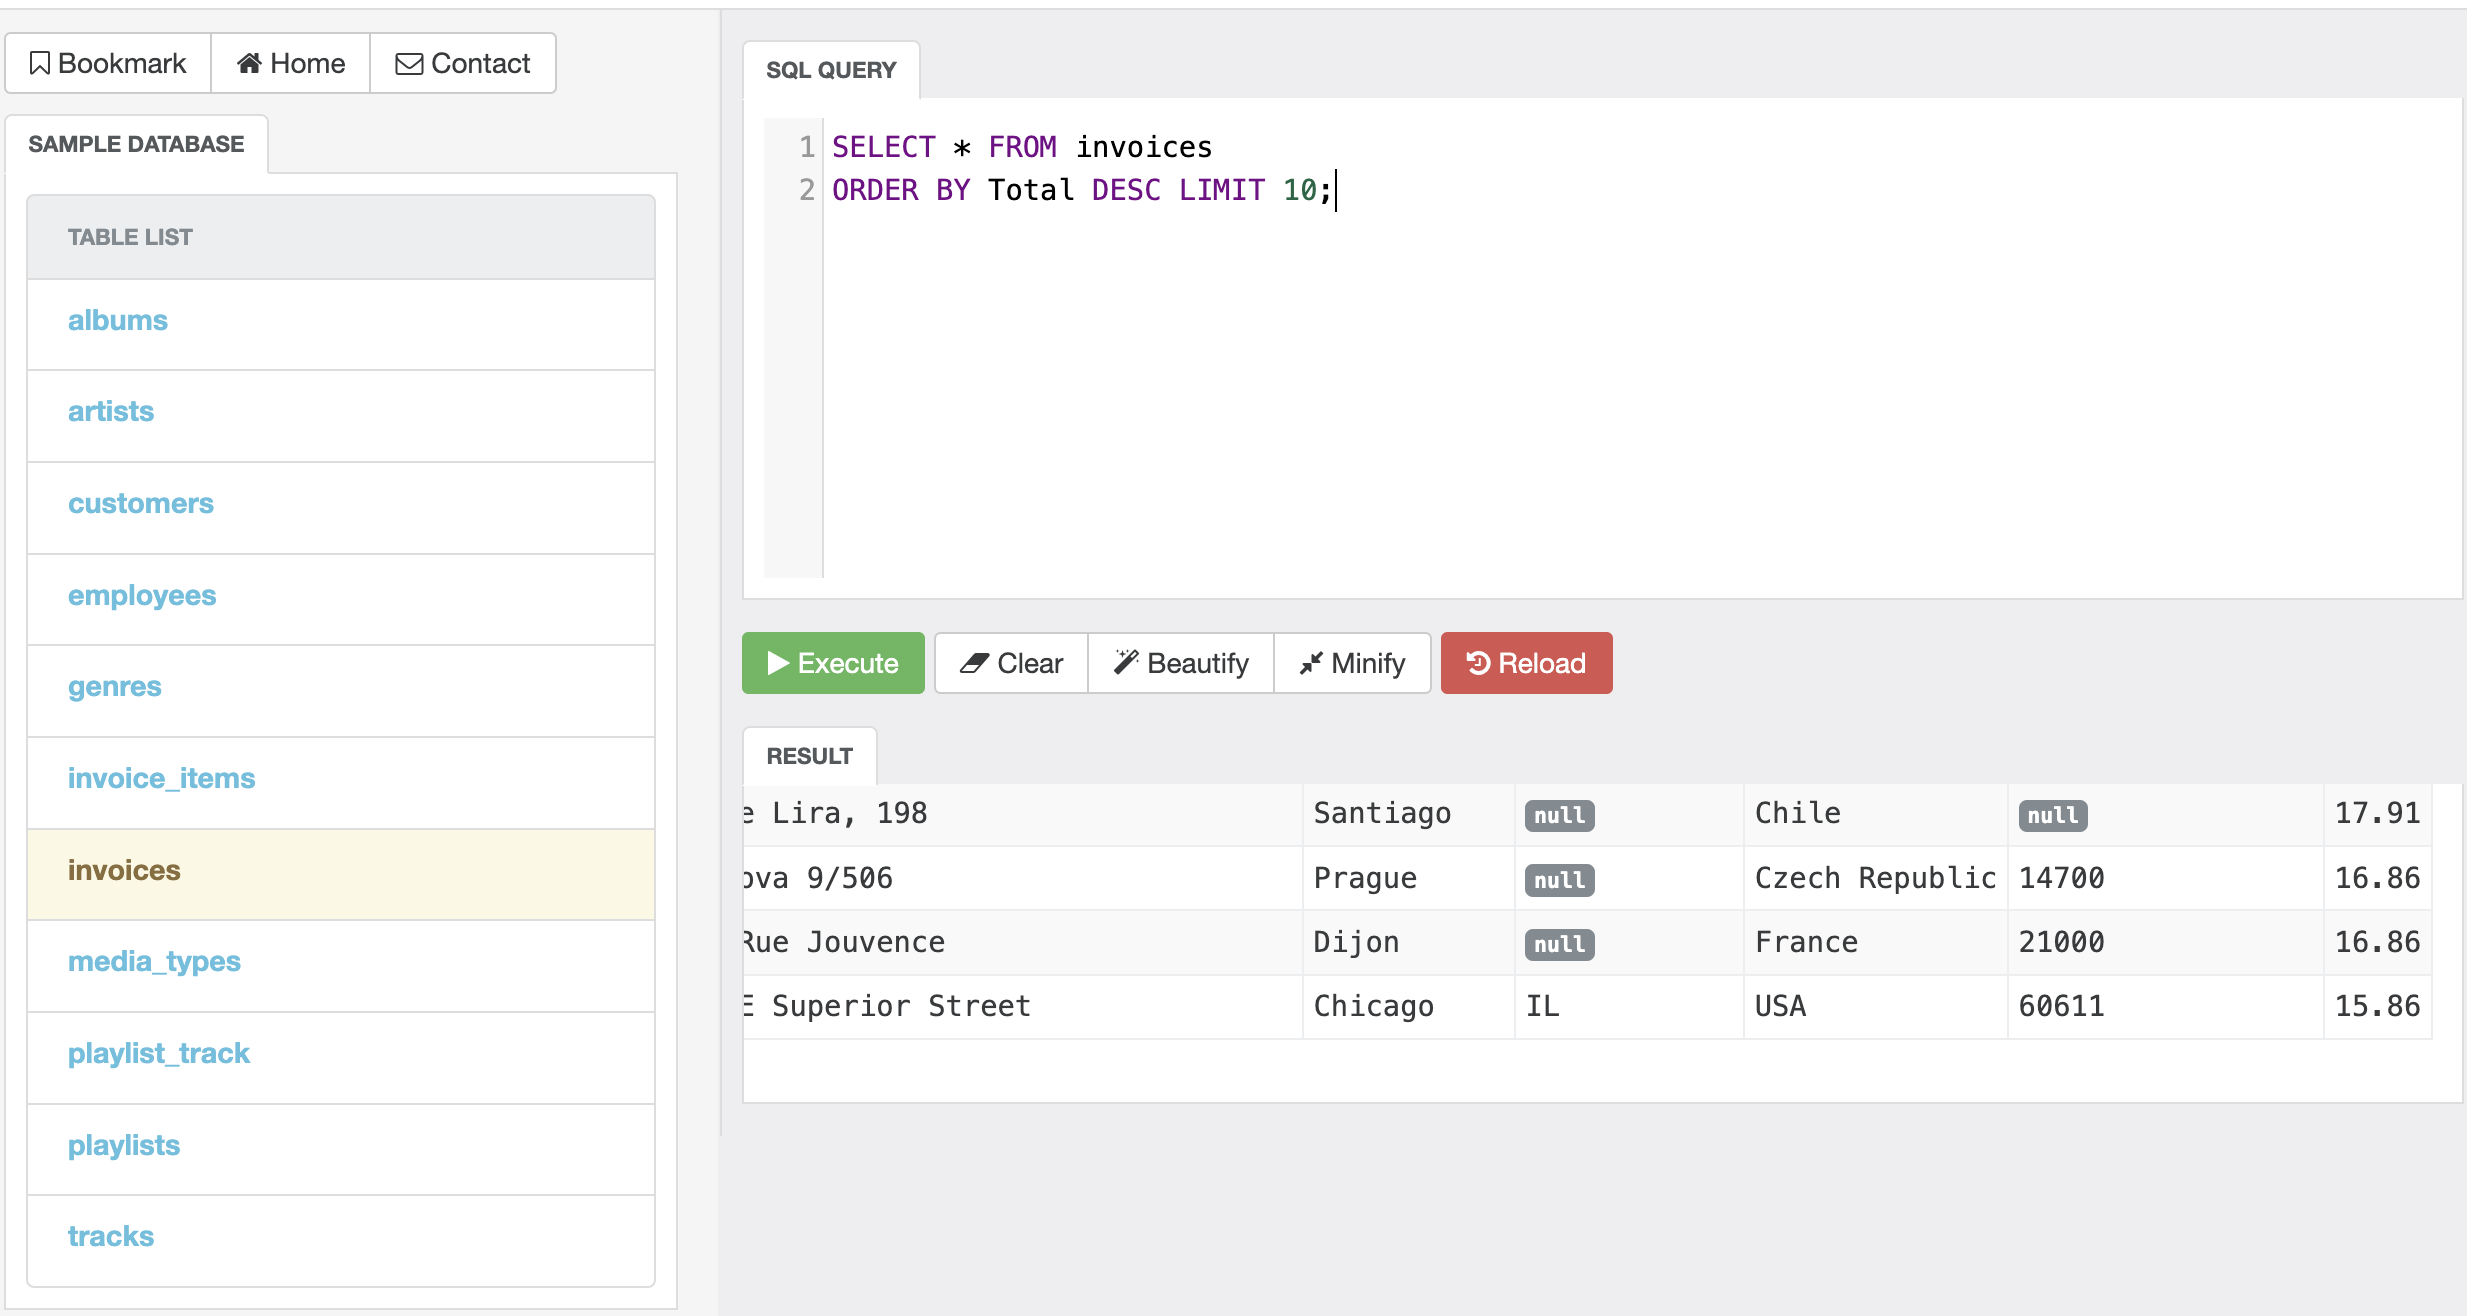 Bookmark Home Contact
SAMPLE DATABASE
TABLE LIST
albums
artists
customers
employees
genres
invoice_items
invoices
media_types
playlist_track
playlists
tracks
SQL QUERY
1 SELECT * FROM invoices
2 ORDER BY Total DESC LIMIT 10;
Execute Clear Beautify Minify Reload
RESULT
e Lira, 198 Santiago null Chile null 17.91
ova 9/506 Prague null Czech Republic 14700 16.86
Rue Jouvence Dijon null France 21000 16.86
E Superior Street Chicago IL USA 60611 15.86